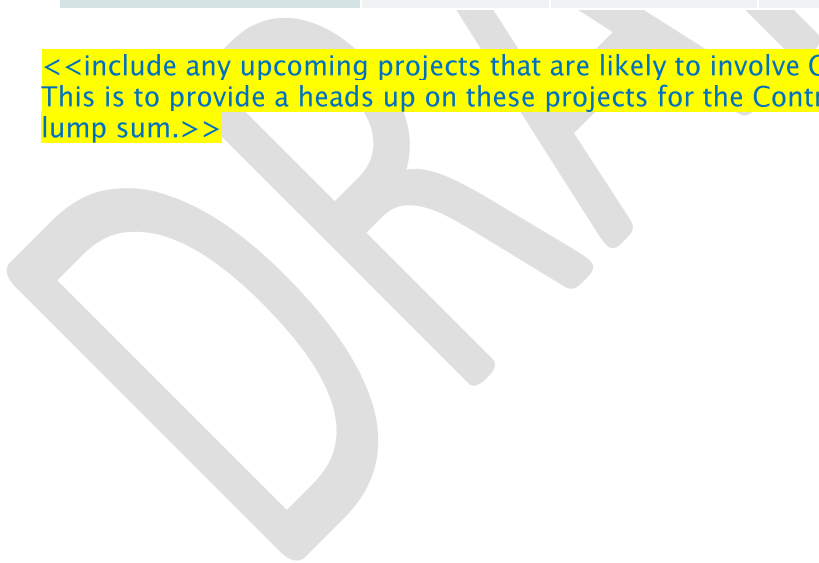 <<include any upcoming projects that are likely to involve
This is to provide a heads up on these projects for the
lump sum.>>
DRA